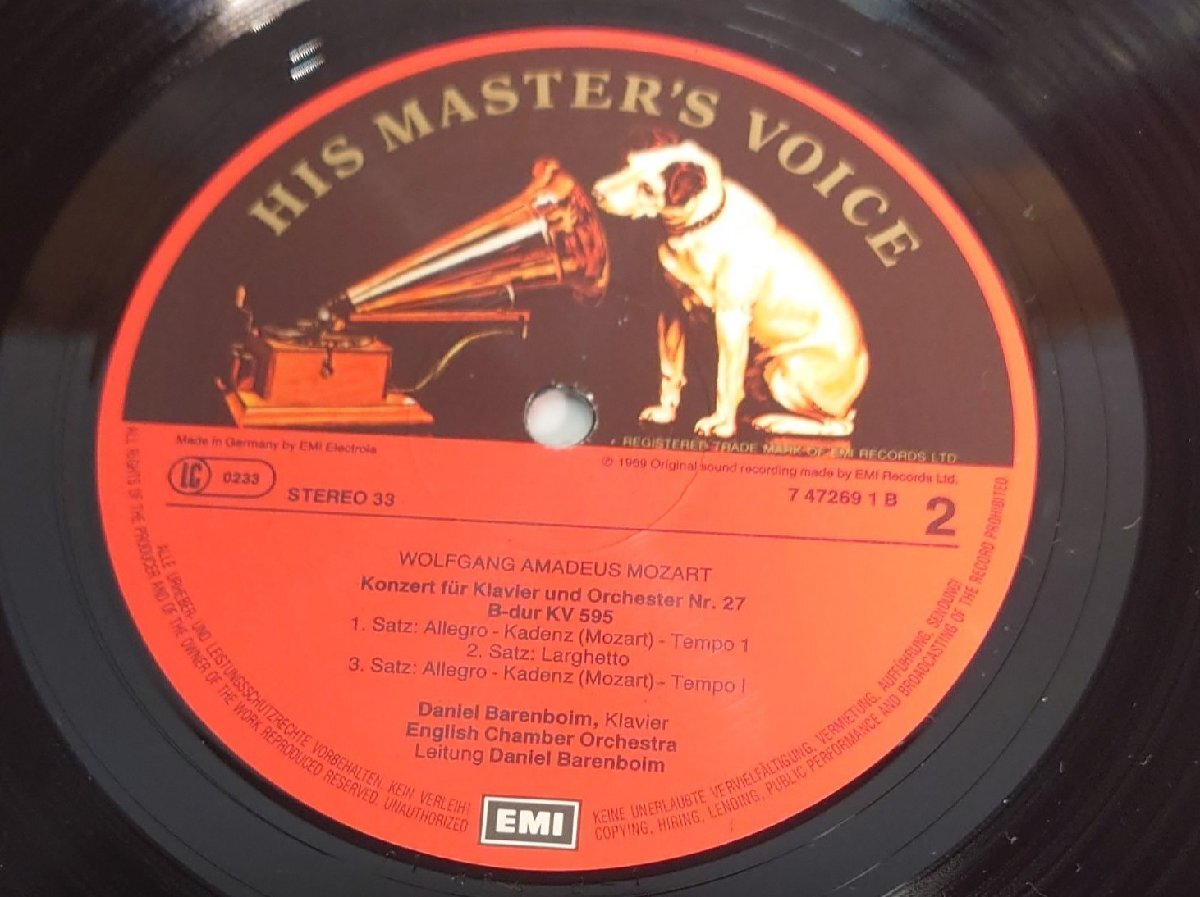 HIS MASTER'S VOICE
REGISTERED TRADE MARK OF EMI RECORDS LTD.
Made in Germany by EMI Electrola
℗ 1969 Original sound recording made by EMI Records Ltd.
LC 0233
STEREO 33
7 47269 1 B
2
WOLFGANG AMADEUS MOZART
Konzert für Klavier und Orchester Nr. 27
B-dur KV 595
1. Satz: Allegro - Kadenz (Mozart) - Tempo 1
2. Satz: Larghetto
3. Satz: Allegro - Kadenz (Mozart) - Tempo I
Daniel Barenboim, Klavier
English Chamber Orchestra
Leitung Daniel Barenboim
EMI
ALLE URHEBER- UND LEISTUNGSSCHUTZRECHTE VORBEHALTEN. KEIN VERLEIH! KEINE UNERLAUBTE VERVIELFÄLTIGUNG, VERMIETUNG, AUFFÜHRUNG, SENDUNG!
ALL RIGHTS OF THE PRODUCER AND OF THE OWNER OF THE WORK REPRODUCED RESERVED. UNAUTHORIZED COPYING, HIRING, LENDING, PUBLIC PERFORMANCE AND BROADCASTING OF THE RECORD PROHIBITED